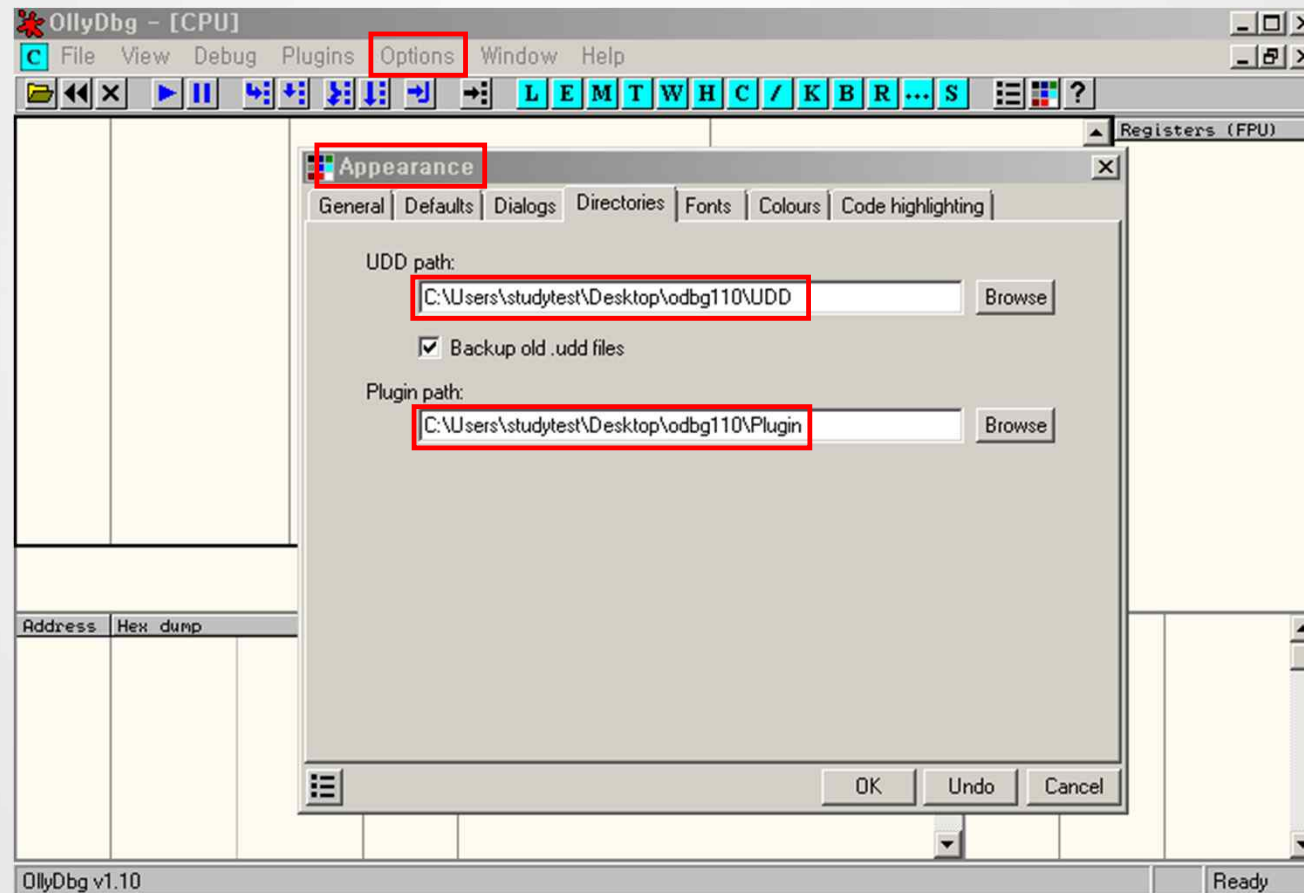 OllyDbg - [CPU]
C File View Debug Plugins Options Window Help
L E M T W H C / K B R ... S ?
Registers (FPU)
Appearance
General Defaults Dialogs Directories Fonts Colours Code highlighting
UDD path:
C:\Users\studytest\Desktop\odbg110\UDD Browse
Backup old .udd files
Plugin path:
C:\Users\studytest\Desktop\odbg110\Plugin Browse
Address Hex dump
OK Undo Cancel
OllyDbg v1.10 Ready